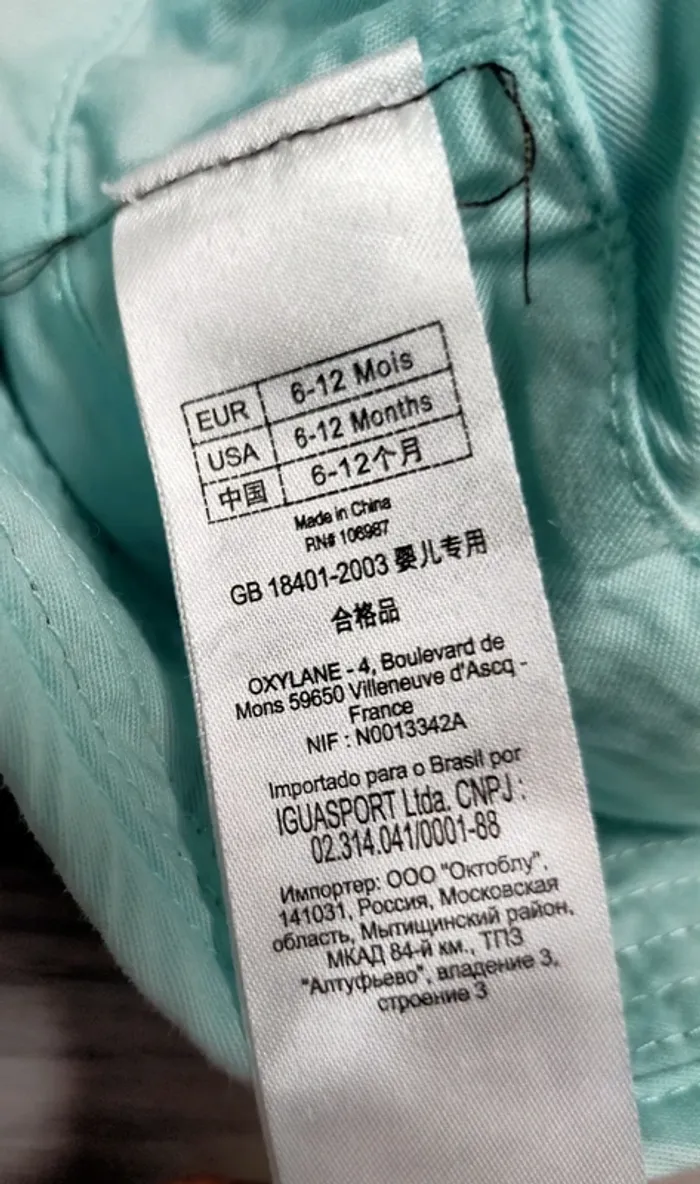 EUR 6-12 Mois
USA 6-12 Months
中国 6-12个月
Made in China
RN# 106987
GB 18401-2003 婴儿专用
合格品
OXYLANE - 4, Boulevard de
Mons 59650 Villeneuve d'Ascq -
France
NIF : N0013342A
Importado para o Brasil por
IGUASPORT Ltda. CNPJ :
02.314.041/0001-88
Импортер: ООО "Октоблу",
141031, Россия, Московская
область, Мытищинский район,
МКАД 84-й км., ТПЗ
"Алтуфьево", владение 3,
строение 3